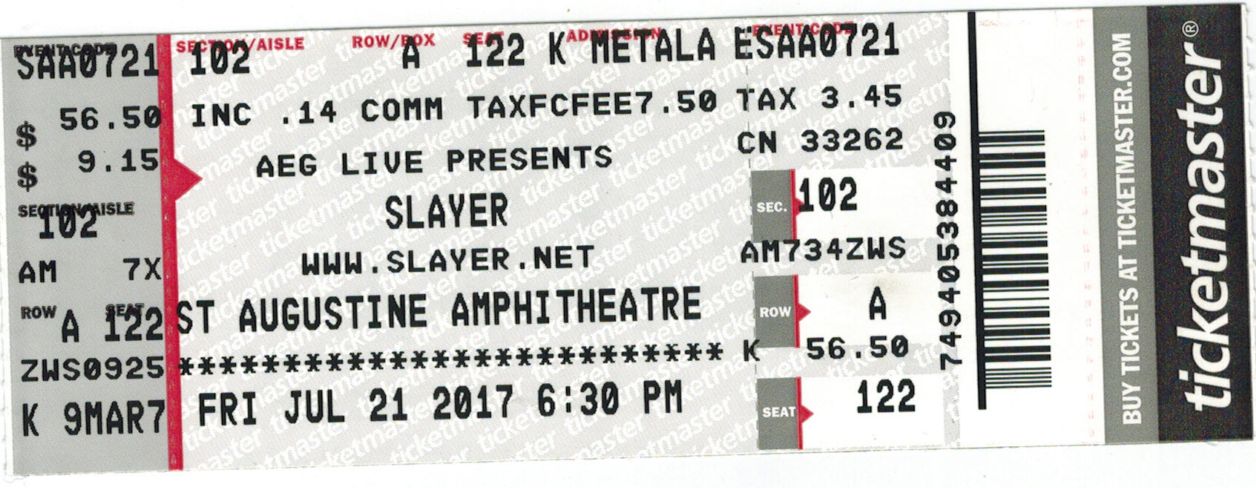 EVENT CODE
SAA0721
$ 56.50
$ 9.15
SECTION/AISLE
102
AM 7X
ROW SEAT
A 122
ZWS0925
K 9MAR7
SECTION/AISLE ROW/BOX SEAT ADMISSION EVENT CODE
102 A 122 K METALA ESAA0721
INC .14 COMM TAXFCFEE7.50 TAX 3.45
AEG LIVE PRESENTS
SLAYER
WWW.SLAYER.NET
ST AUGUSTINE AMPHITHEATRE
***************************
FRI JUL 21 2017 6:30 PM
CN 33262
SEC. 102
AM734ZWS
ROW A
K 56.50
SEAT 122
749405384409
BUY TICKETS AT TICKETMASTER.COM
ticketmaster®